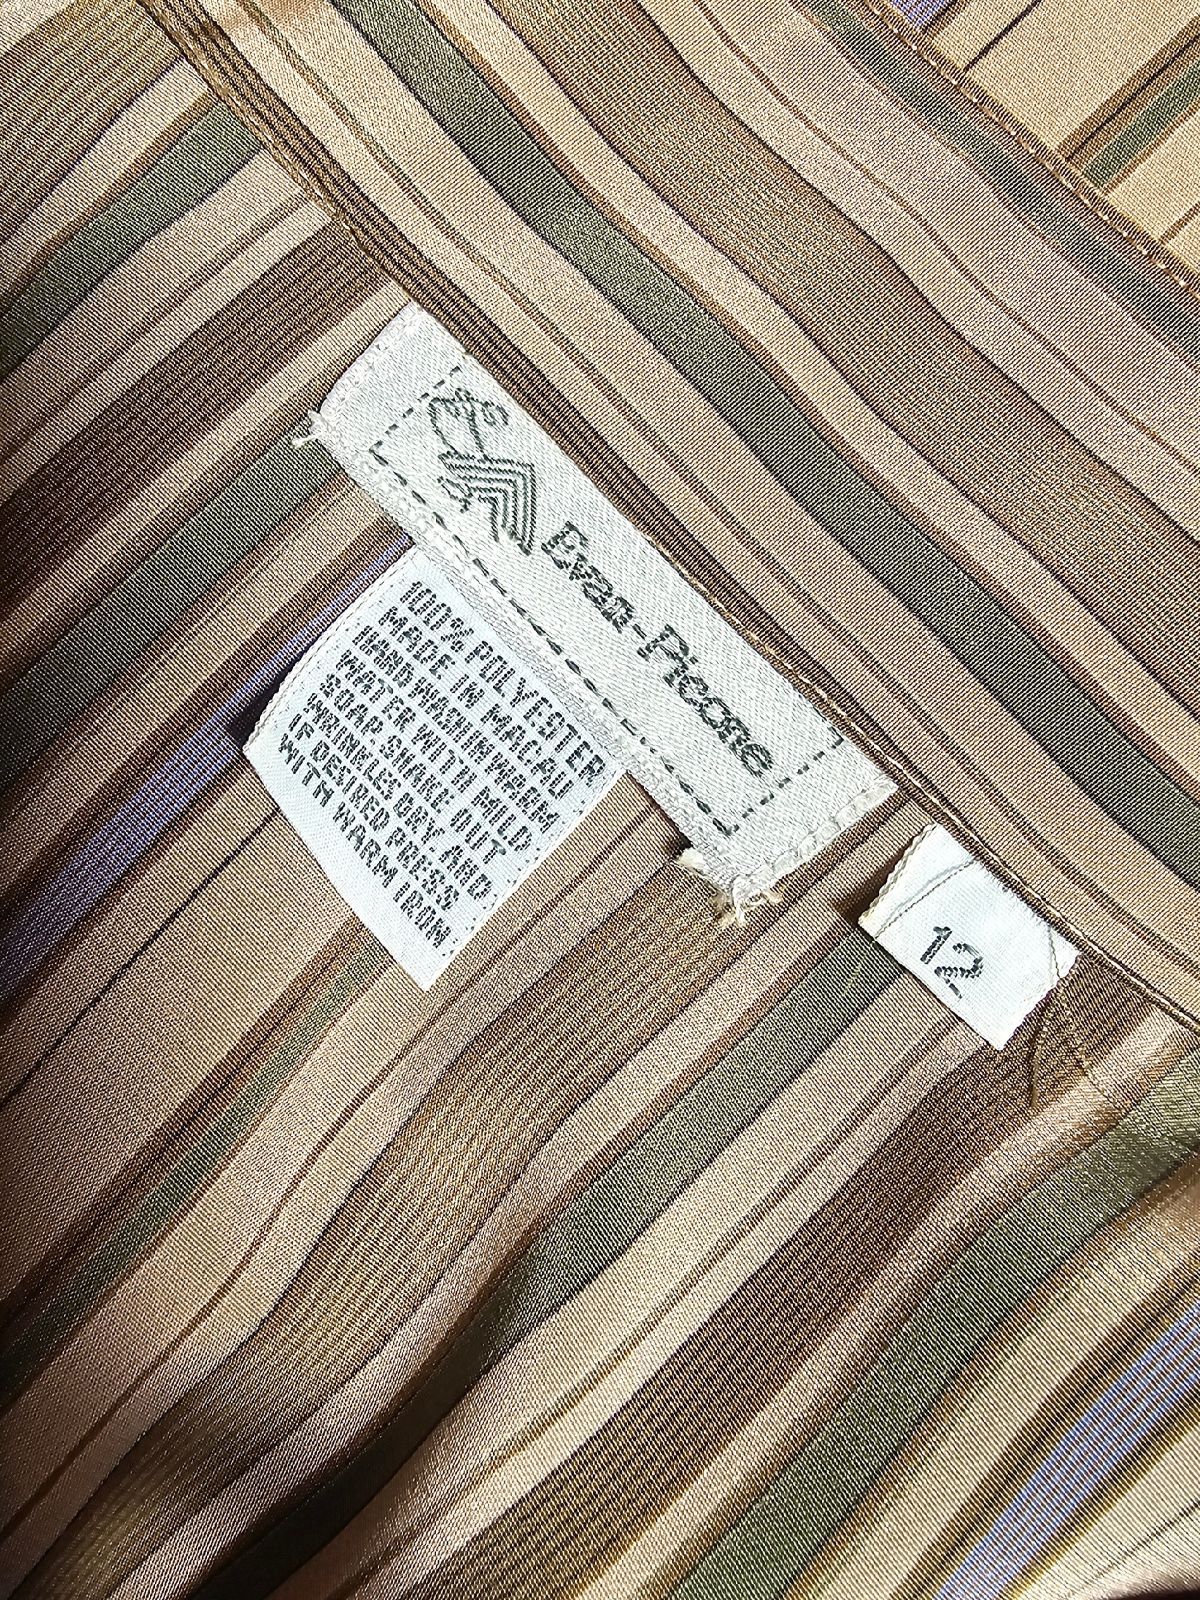 Evan-Picone
100% POLYESTER
MADE IN MACAU
HAND WASH IN WARM
WATER WITH MILD
SOAP. SHAKE OUT
WRINKLES DRY, AND
IF DESIRED PRESS
WITH WARM IRON
12